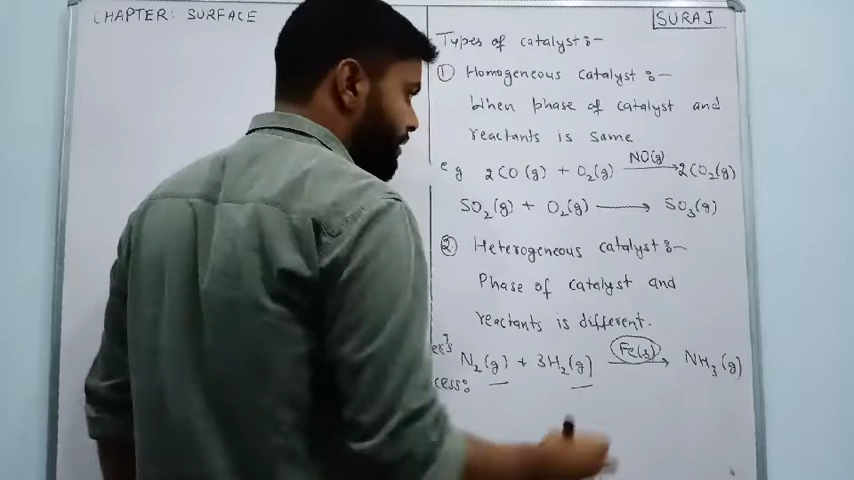 CHAPTER: SURFACE
SURAJ
Types of catalyst:-
① Homogeneous catalyst:-
When phase of catalyst and
reactants is same.
eg 2CO(g) + O₂(g) NO(g)⟶ 2CO₂(g)
SO₂(g) + O₂(g) ⟶ SO₃(g)
② Heterogeneous catalyst:-
Phase of catalyst and
reactants is different.
N₂(g) + 3H₂(g) Fe(s)⟶ NH₃(g)
cess: